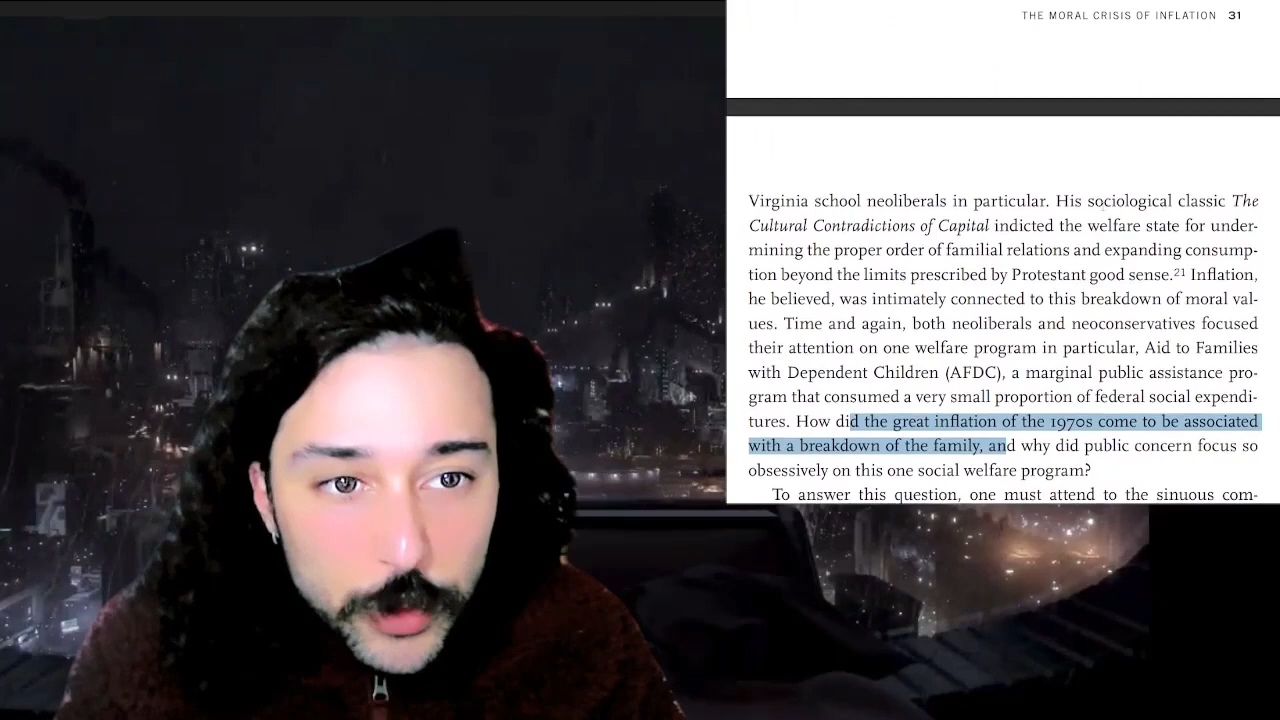 THE MORAL CRISIS OF INFLATION 31
Virginia school neoliberals in particular. His sociological classic The
Cultural Contradictions of Capital indicted the welfare state for under-
mining the proper order of familial relations and expanding consump-
tion beyond the limits prescribed by Protestant good sense.21 Inflation,
he believed, was intimately connected to this breakdown of moral val-
ues. Time and again, both neoliberals and neoconservatives focused
their attention on one welfare program in particular, Aid to Families
with Dependent Children (AFDC), a marginal public assistance pro-
gram that consumed a very small proportion of federal social expendi-
tures. How did the great inflation of the 1970s come to be associated
with a breakdown of the family, and why did public concern focus so
obsessively on this one social welfare program?
To answer this question, one must attend to the sinuous com-